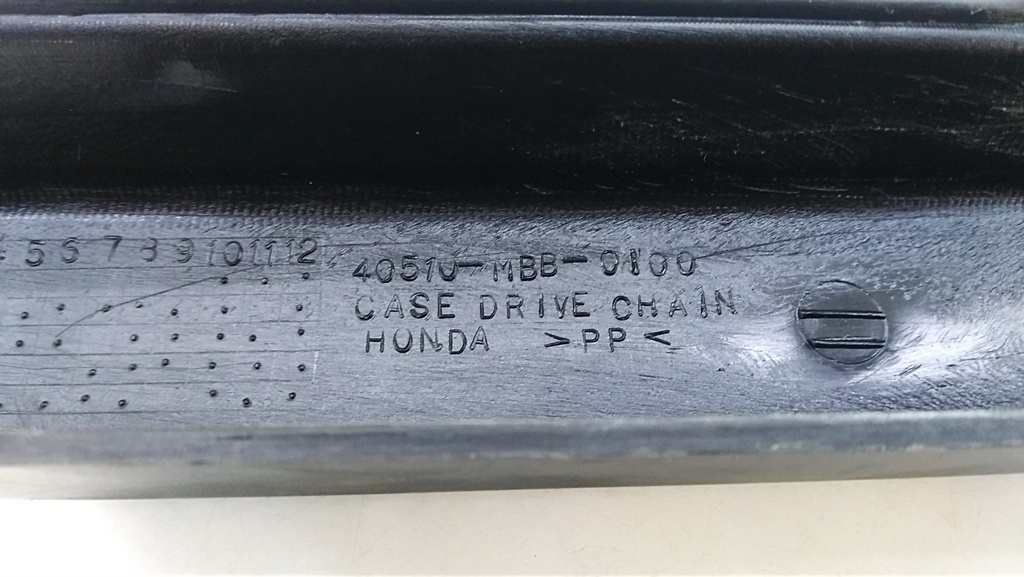 5 6 7 8 9 10 11 12
40510-MBB-0100
CASE DRIVE CHAIN
HONDA >PP<